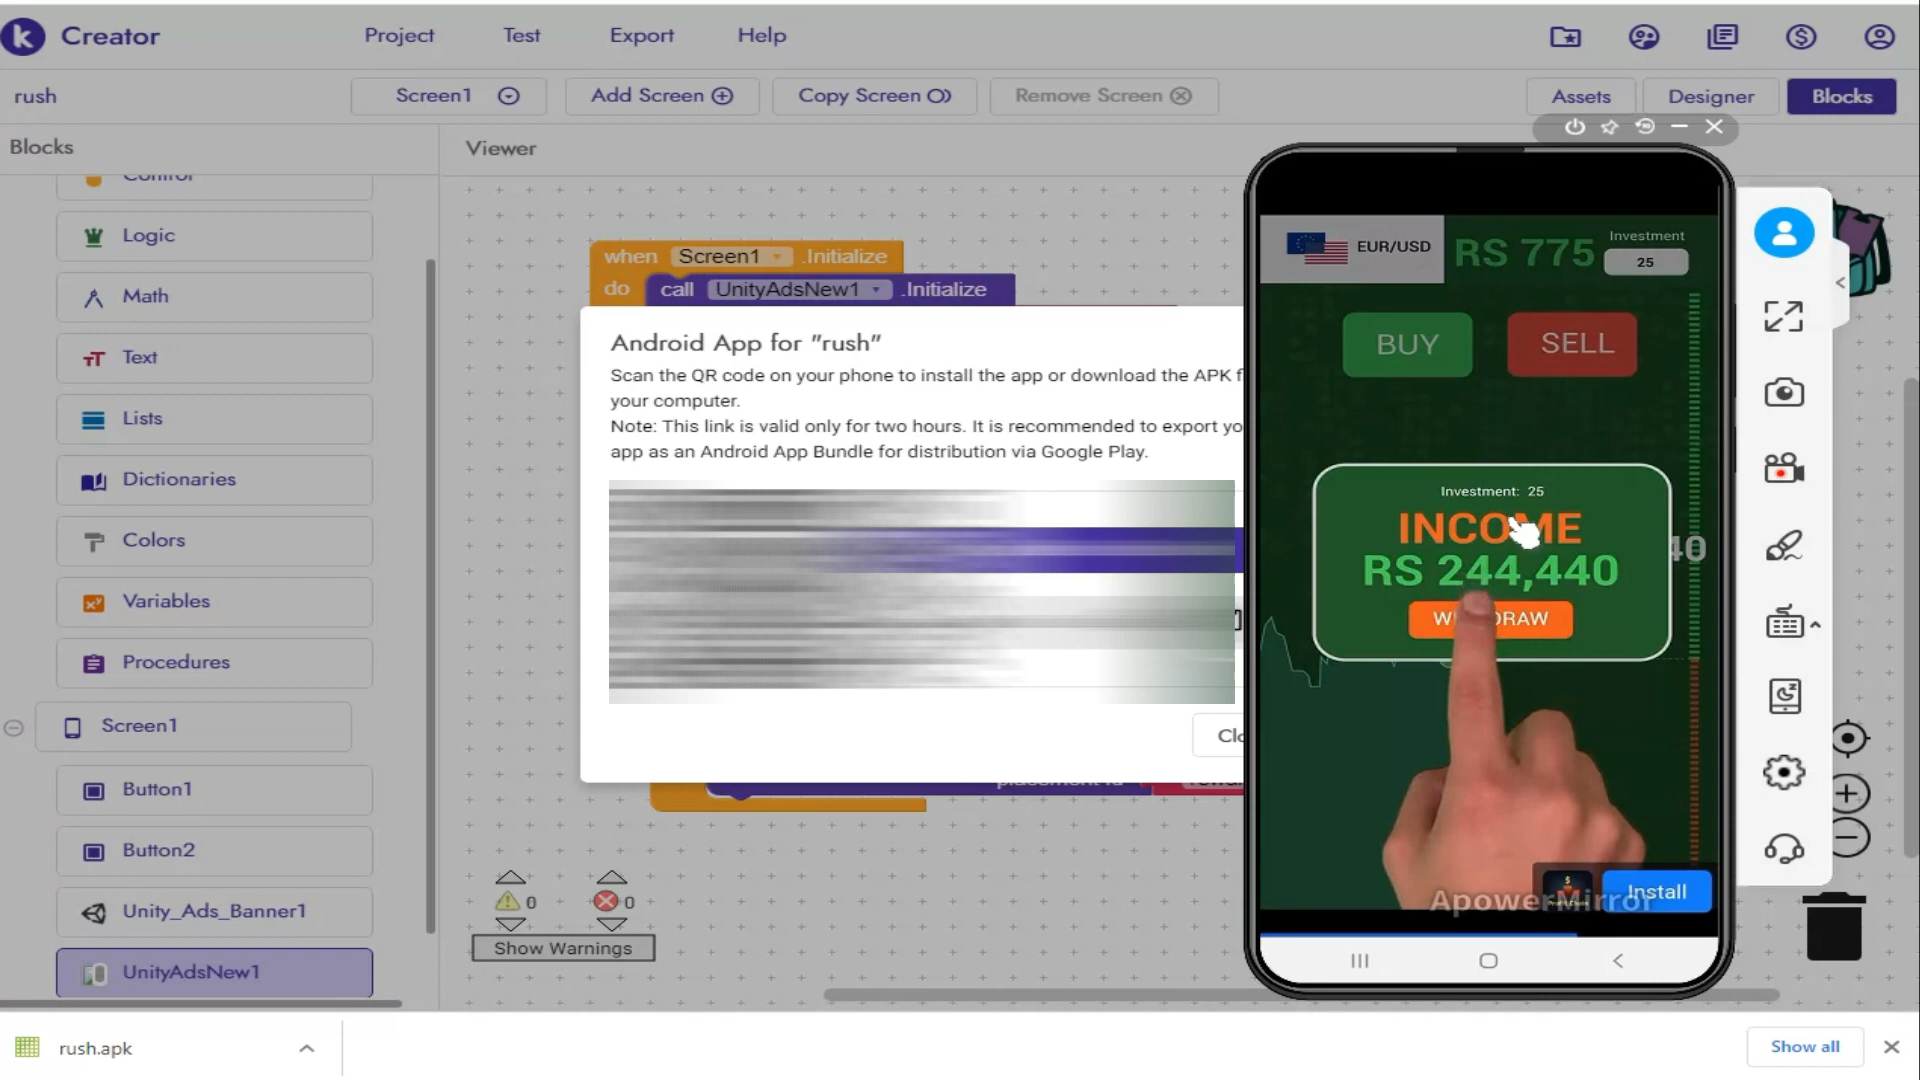 Creator
Project
Test
Export
Help
rush
Screen1
Add Screen
Copy Screen
Remove Screen
Assets
Designer
Blocks
Blocks
Viewer
Control
Logic
Math
Text
Lists
Dictionaries
Colors
Variables
Procedures
Screen1
Button1
Button2
Unity_Ads_Banner1
UnityAdsNew1
when Screen1 .Initialize
do call UnityAdsNew1 .Initialize
Android App for "rush"
Scan the QR code on your phone to install the app or download the APK f
your computer.
Note: This link is valid only for two hours. It is recommended to export yo
app as an Android App Bundle for distribution via Google Play.
Clo
0
0
Show Warnings
EUR/USD
RS 775
Investment
25
BUY
SELL
Investment: 25
INCOME
RS 244,440
40
Install
ApowerMirror
rush.apk
Show all